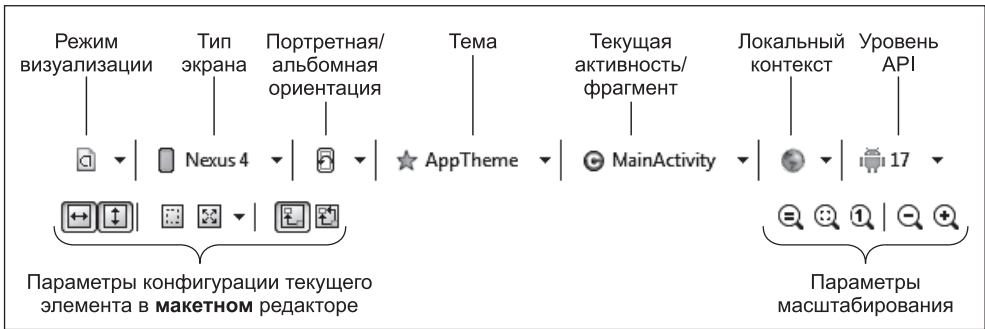 Режим визуализации
Тип экрана
Портретная/ альбомная ориентация
Тема
Текущая активность/ фрагмент
Локальный контекст
Уровень API
Nexus 4
AppTheme
MainActivity
17
Параметры конфигурации текущего
элемента в макетном редакторе
Параметры
масштабирования